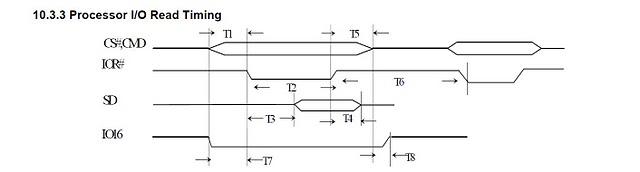 10.3.3 Processor I/O Read Timing
T1 T5
CS#,CMD
IOR#
T2 T6
SD
T3 T4
IO16
T7 T8